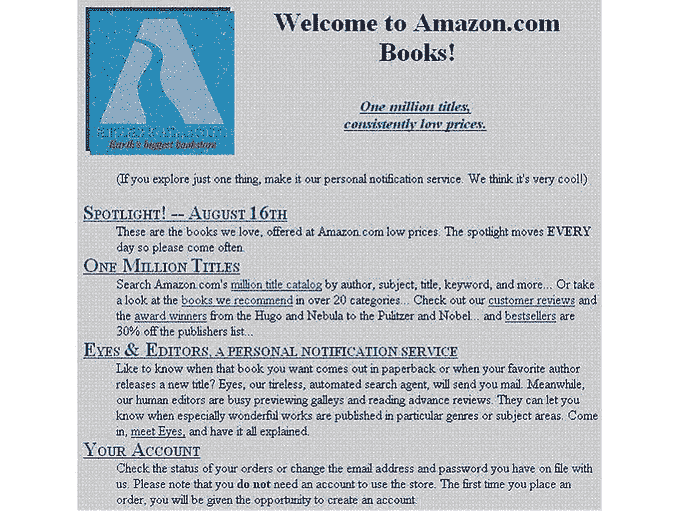 Welcome to Amazon.com
Books!
amazon.com
Earth's biggest bookstore
One million titles,
consistently low prices.
(If you explore just one thing, make it our personal notification service. We think it's very cool!)
SPOTLIGHT! -- AUGUST 16TH
These are the books we love, offered at Amazon.com low prices. The spotlight moves EVERY
day so please come often.
ONE MILLION TITLES
Search Amazon.com's million title catalog by author, subject, title, keyword, and more... Or take
a look at the books we recommend in over 20 categories... Check out our customer reviews and
the award winners from the Hugo and Nebula to the Pulitzer and Nobel... and bestsellers are
30% off the publishers list...
EYES & EDITORS, A PERSONAL NOTIFICATION SERVICE
Like to know when that book you want comes out in paperback or when your favorite author
releases a new title? Eyes, our tireless, automated search agent, will send you mail. Meanwhile,
our human editors are busy previewing galleys and reading advance reviews. They can let you
know when especially wonderful works are published in particular genres or subject areas. Come
in, meet Eyes, and have it all explained.
YOUR ACCOUNT
Check the status of your orders or change the email address and password you have on file with
us. Please note that you do not need an account to use the store. The first time you place an
order, you will be given the opportunity to create an account.